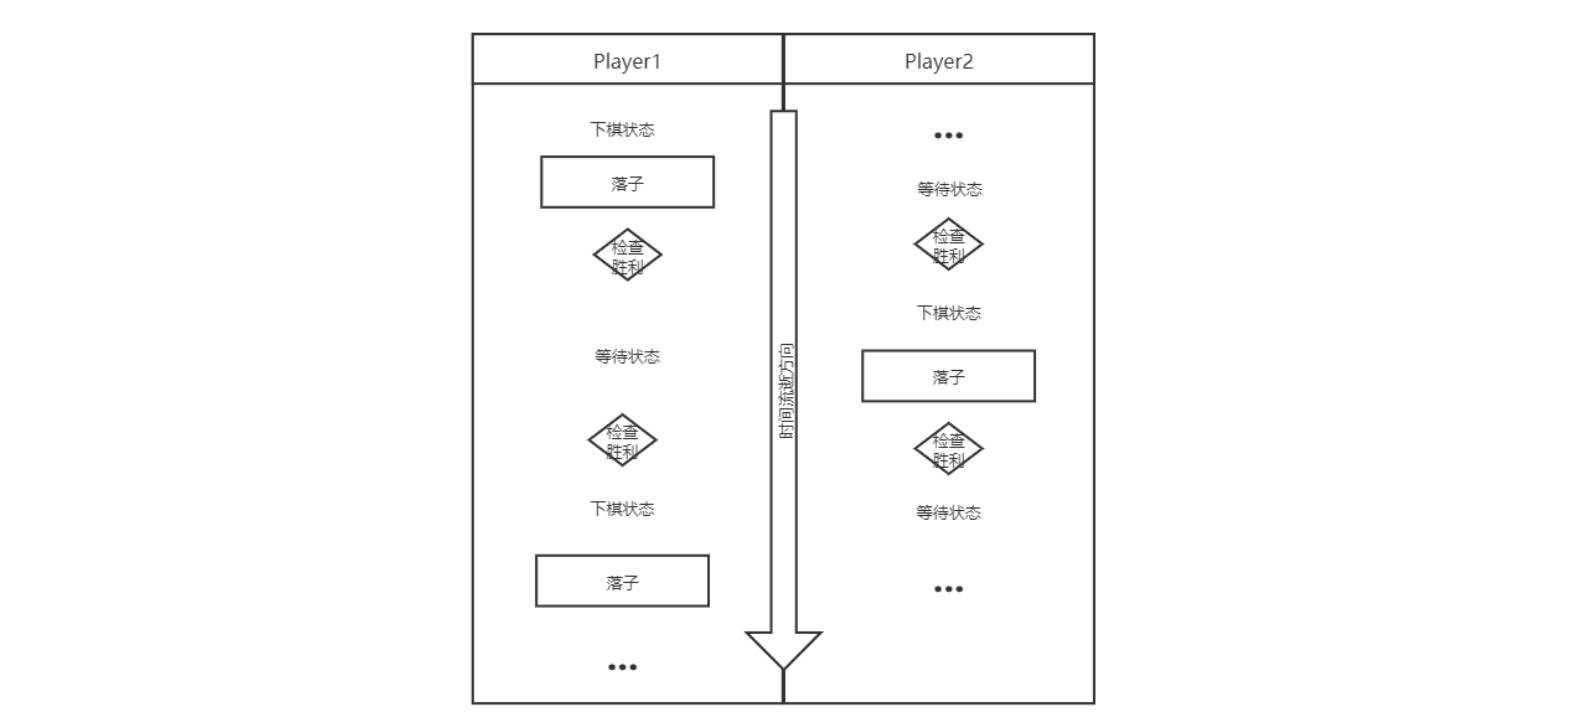 Player1
Player2
下棋状态
落子
检查
胜利
等待状态
检查
胜利
下棋状态
落子
•••
时间流逝方向
•••
等待状态
检查
胜利
下棋状态
落子
检查
胜利
等待状态
•••